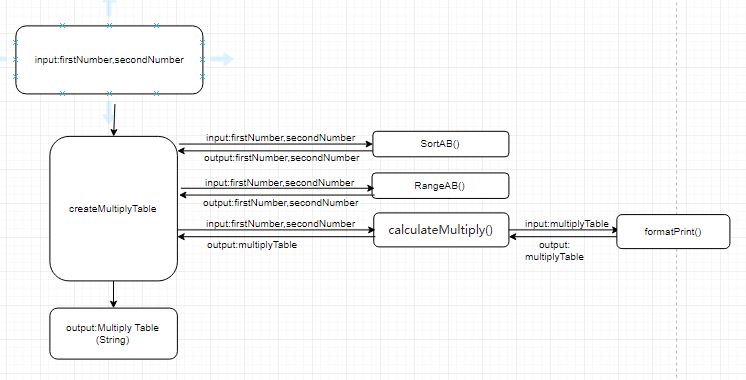 input:firstNumber,secondNumber
input:firstNumber,secondNumber
SortAB()
output:firstNumber,secondNumber
input:firstNumber,secondNumber
RangeAB()
output:firstNumber,secondNumber
createMultiplyTable
input:firstNumber,secondNumber
calculateMultiply()
output:multiplyTable
input:multiplyTable
formatPrint()
output:
multiplyTable
output:Multiply Table
(String)